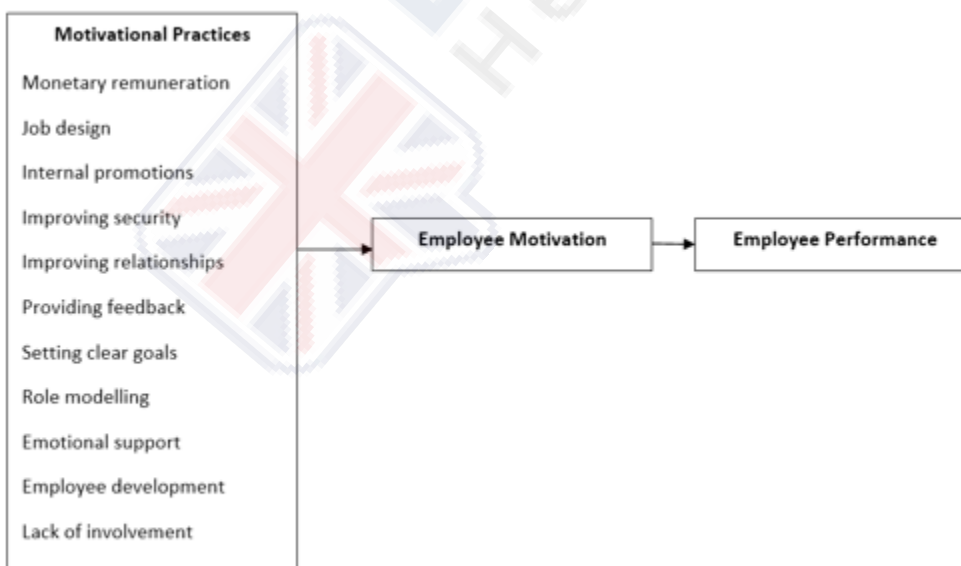 Motivational Practices
Monetary remuneration
Job design
Internal promotions
Improving security
Improving relationships
Providing feedback
Setting clear goals
Role modelling
Emotional support
Employee development
Lack of involvement
Employee Motivation
Employee Performance